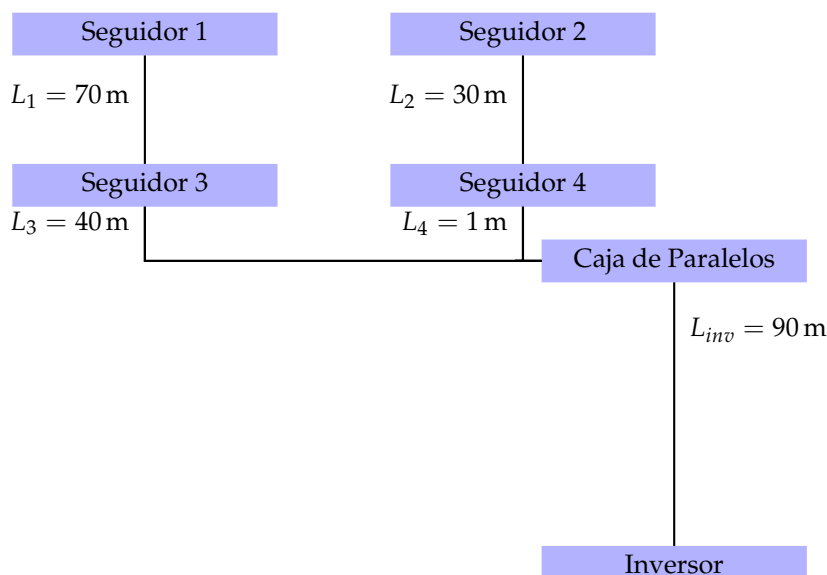 Seguidor 1
Seguidor 2
L₁ = 70 m
L₂ = 30 m
Seguidor 3
Seguidor 4
L₃ = 40 m
L₄ = 1 m
Caja de Paralelos
Lᵢₙᵥ = 90 m
Inversor